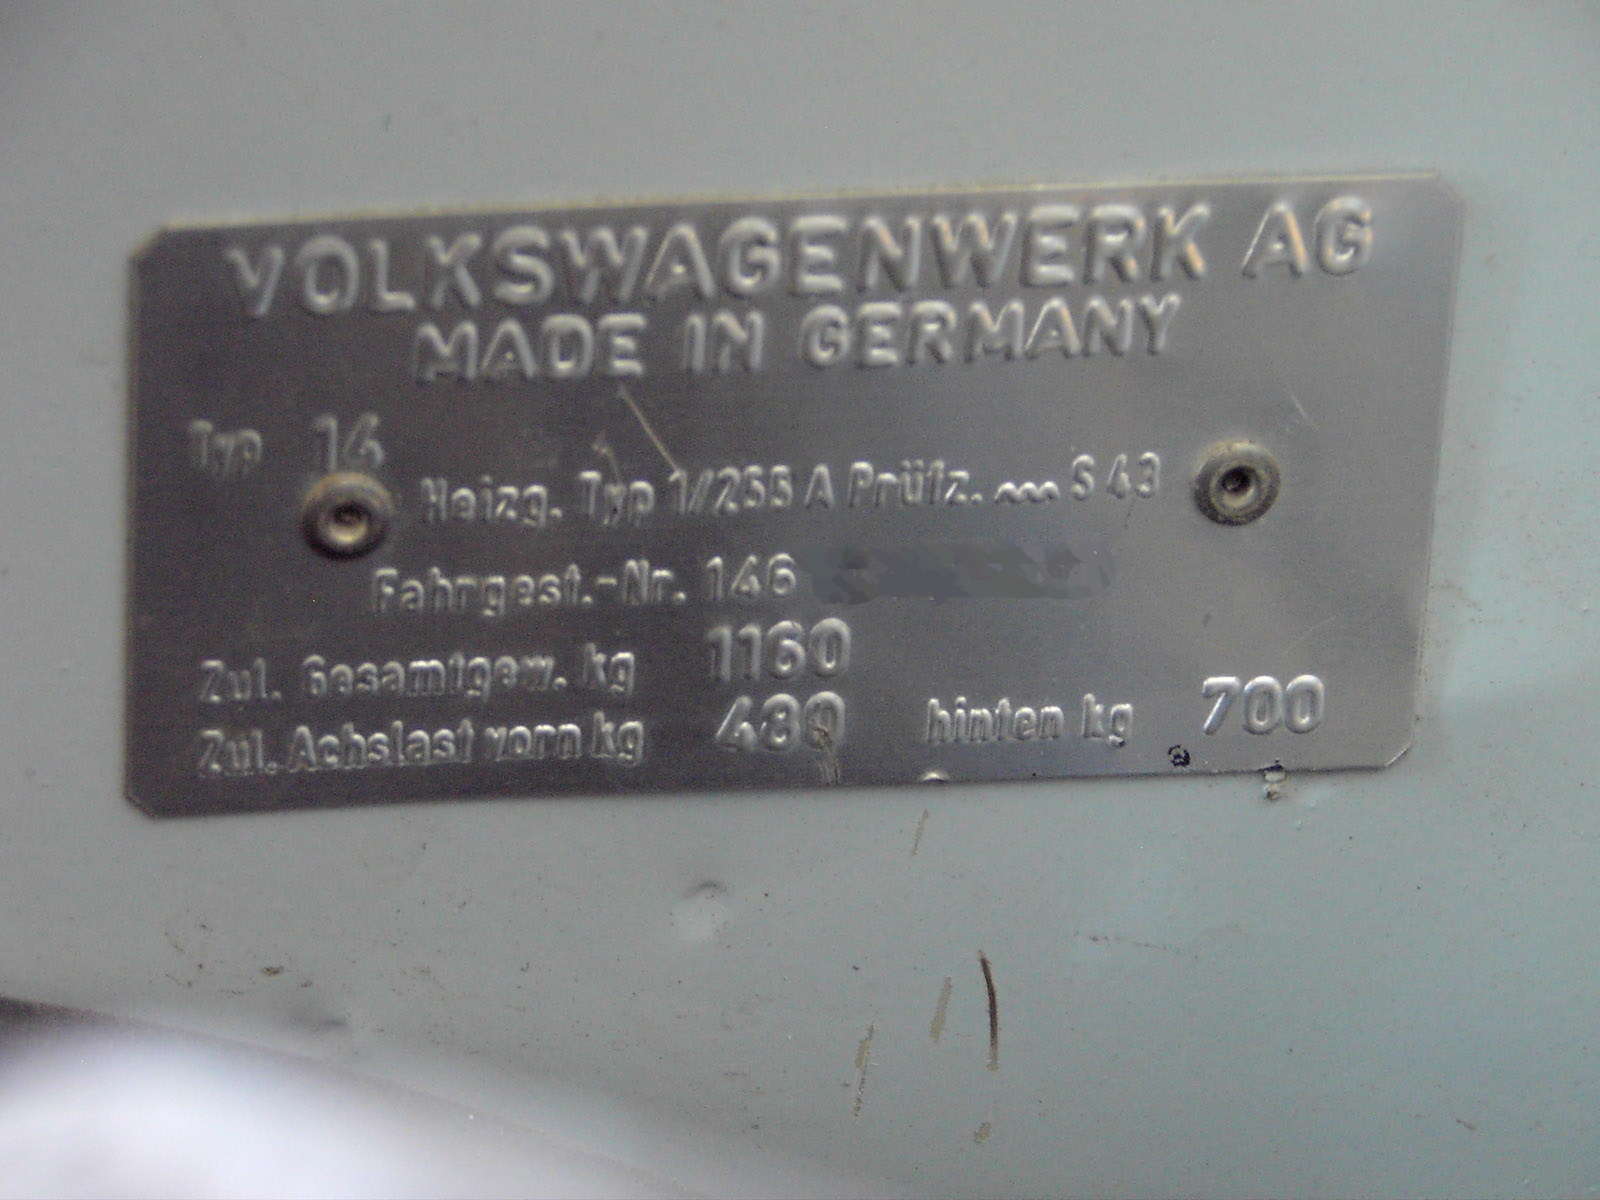 VOLKSWAGENWERK AG
MADE IN GERMANY
Typ 14
Heizg. Typ 1/255 A Prüfz. ~~~ S 43
Fahrgest.-Nr. 146
Zul. Gesamtgew. kg 1160
Zul. Achslast vorn kg 480 hinten kg 700